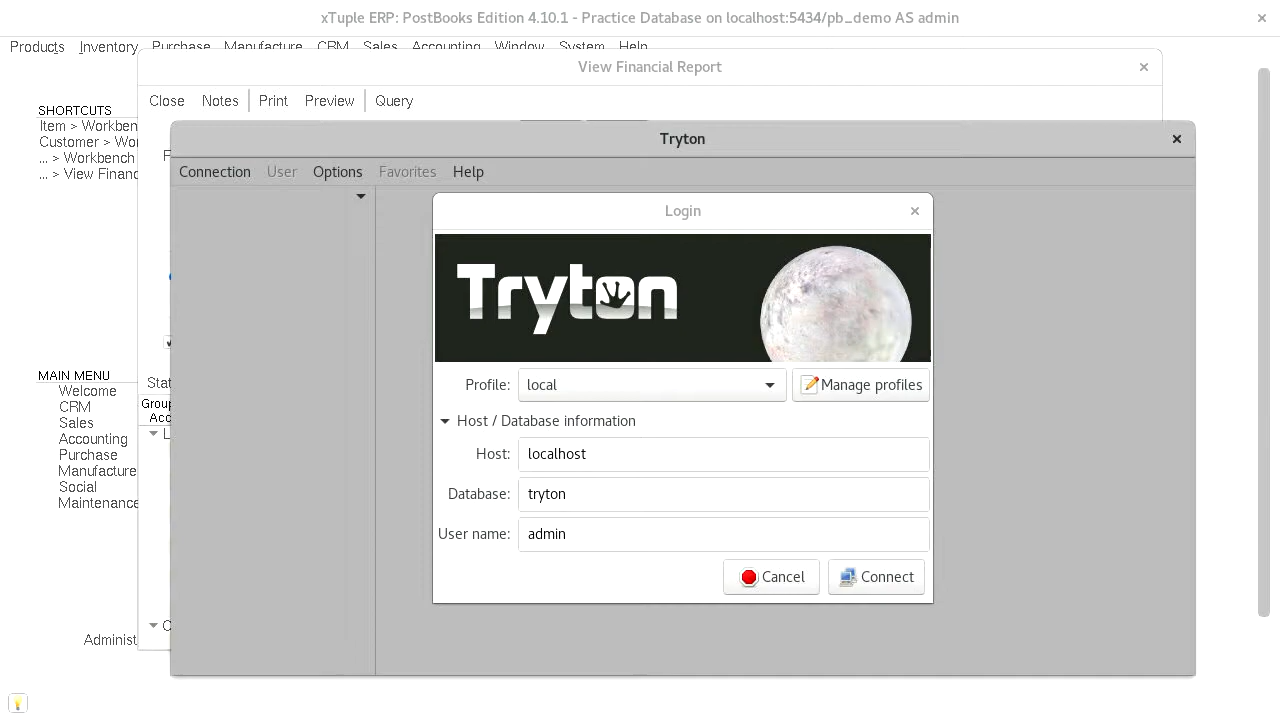 xTuple ERP: PostBooks Edition 4.10.1 - Practice Database on localhost:5434/pb_demo AS admin
Products Inventory Purchase Manufacture CRM Sales Accounting Window System Help
View Financial Report
Close Notes Print Preview Query
SHORTCUTS
Item > Workben
Customer > Wor
... > Workbench
... > View Financ
Tryton
Connection User Options Favorites Help
Login
Tryton
Profile: local Manage profiles
Host / Database information
Host: localhost
Database: tryton
User name: admin
Cancel Connect
MAIN MENU
Welcome
CRM
Sales
Accounting
Purchase
Manufacture
Social
Maintenance
Administ
Stat
Group
Acc